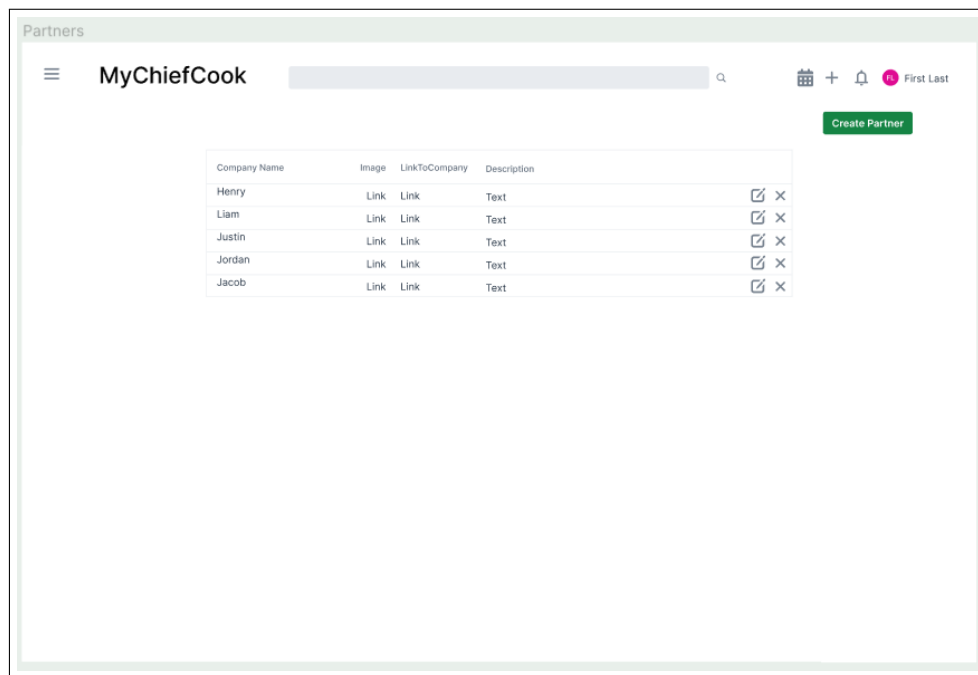 Partners
MyChiefCook
FL First Last
Create Partner
Company Name Image LinkToCompany Description
Henry Link Link Text
Liam Link Link Text
Justin Link Link Text
Jordan Link Link Text
Jacob Link Link Text